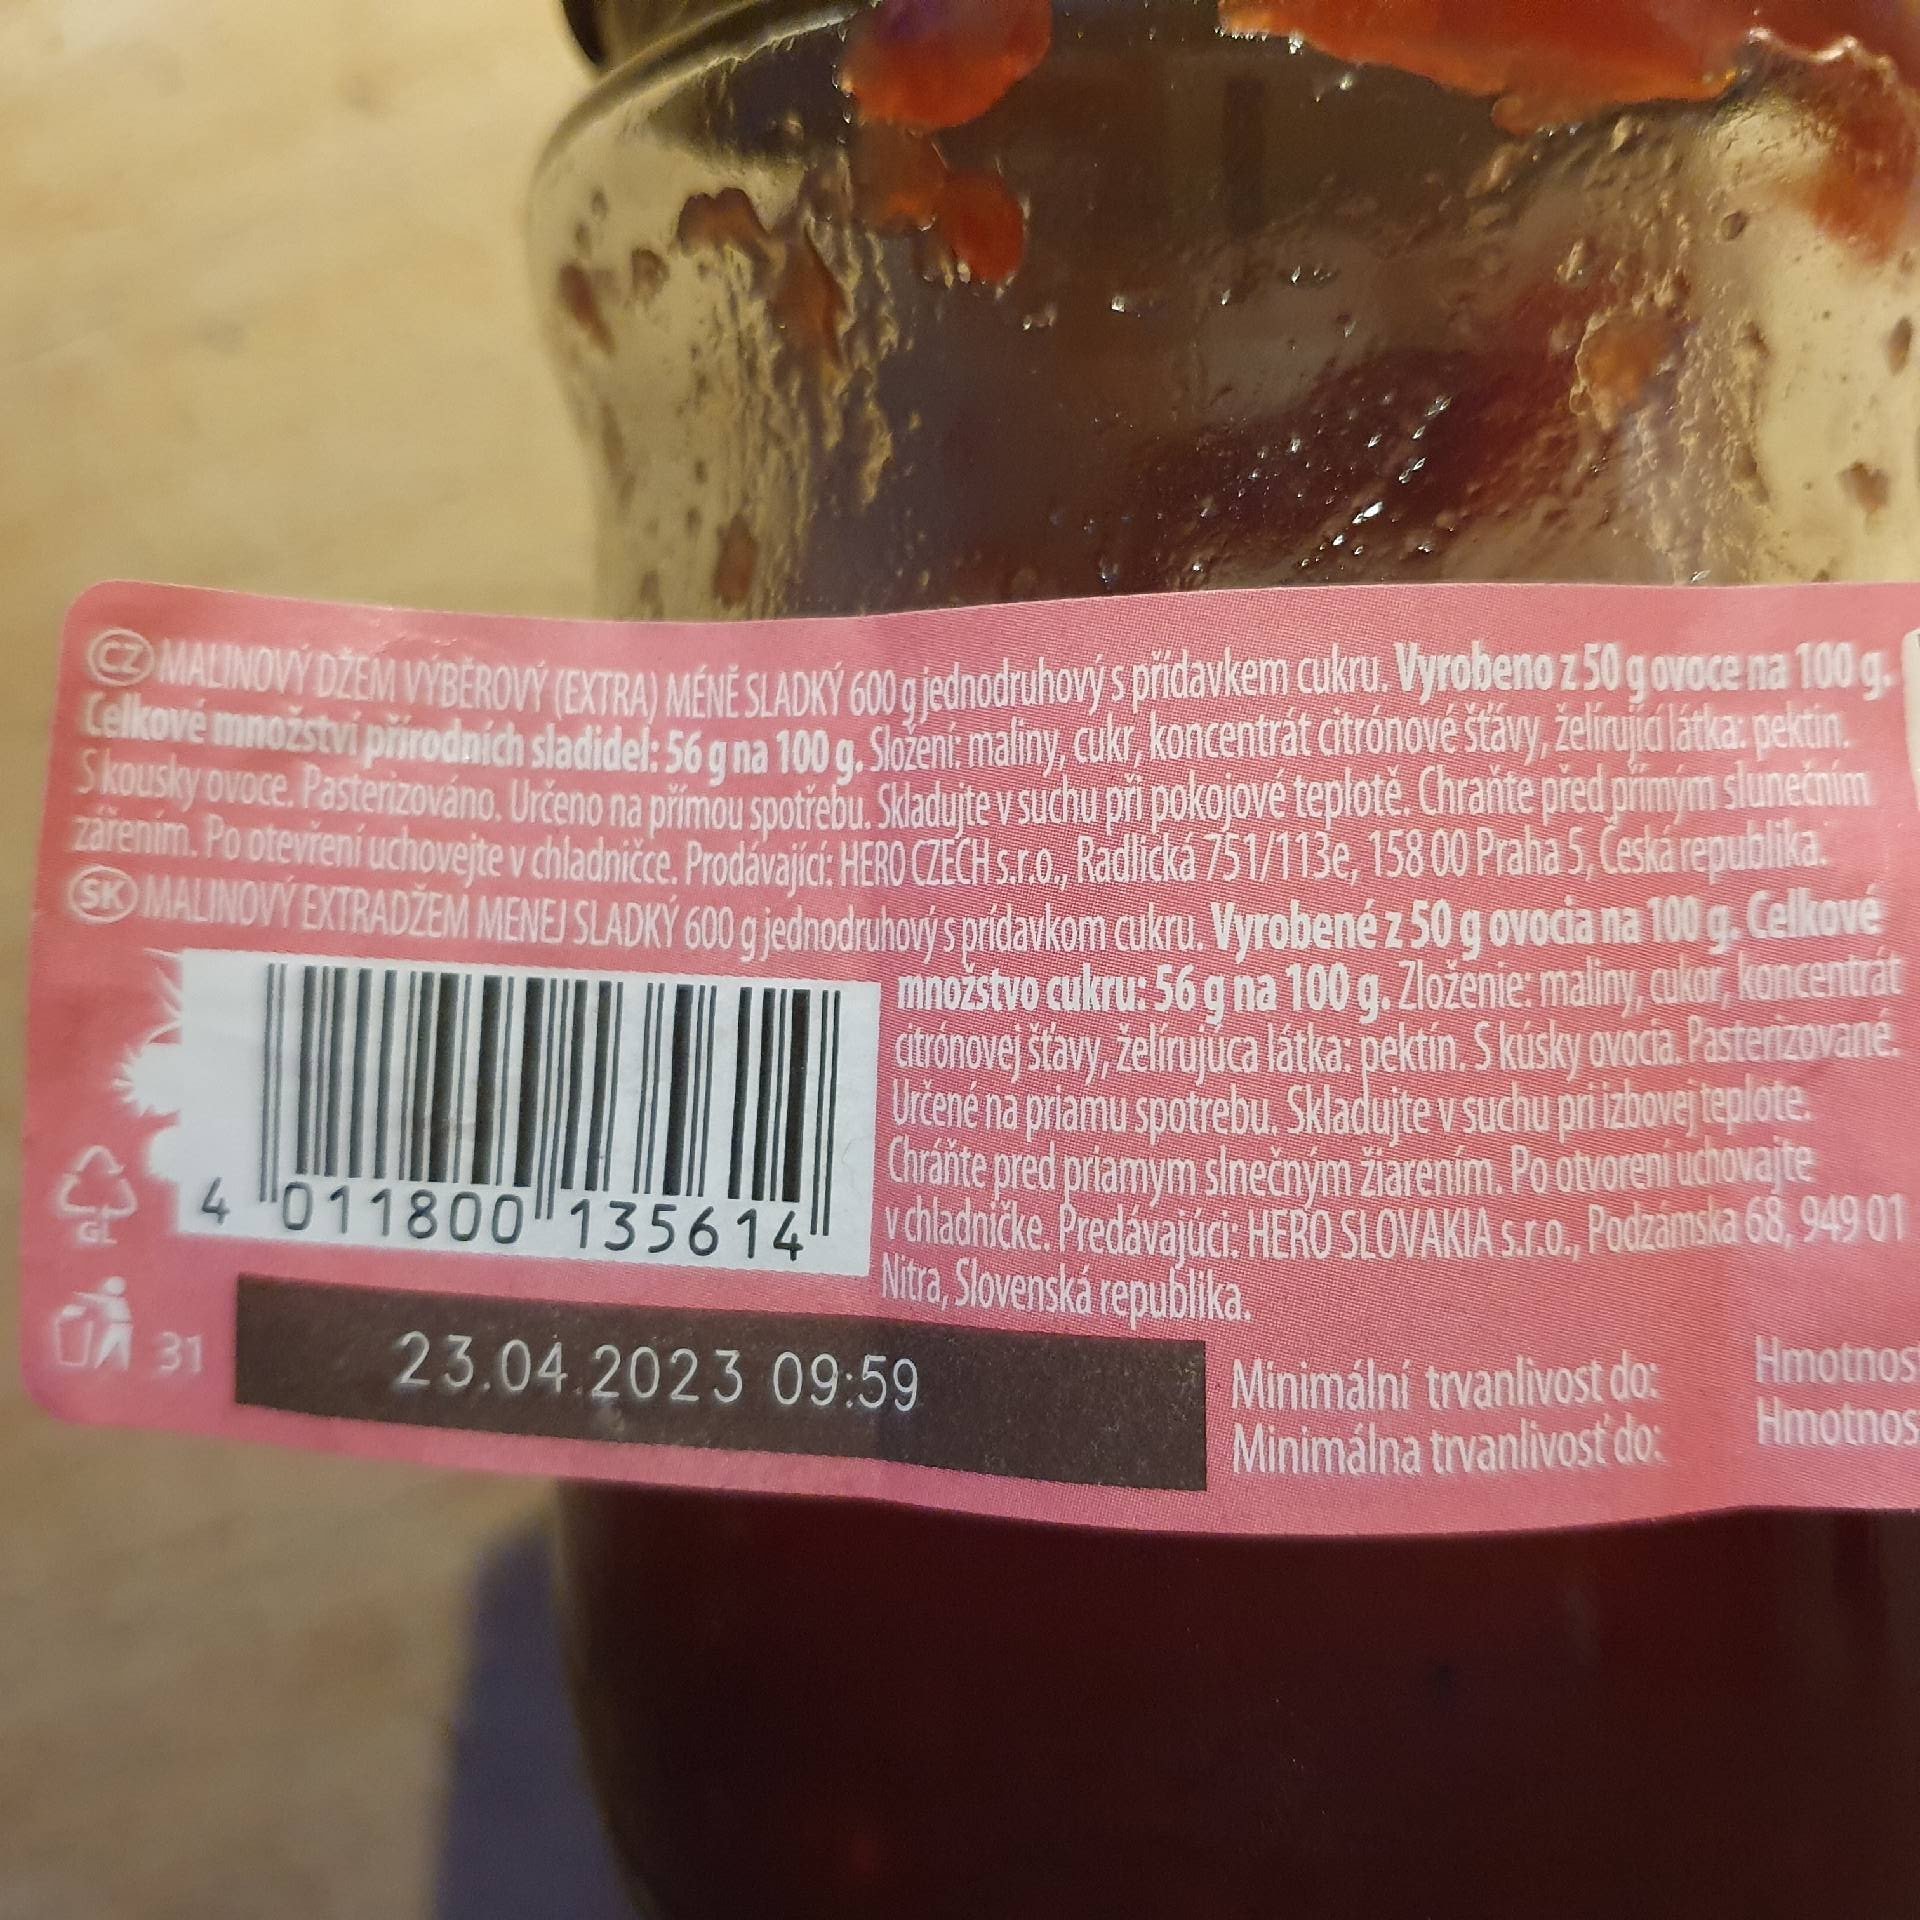 CZ MALINOVÝ DŽEM VÝBĚROVÝ (EXTRA) MÉNĚ SLADKÝ 600 g jednodruhový s přídavkem cukru. Vyrobeno z 50 g ovoce na 100 g.
Celkové množství přírodních sladidel: 56 g na 100 g. Složení: maliny, cukr, koncentrát citrónové šťávy, želírující látka: pektin.
S kousky ovoce. Pasterizováno. Určeno na přímou spotřebu. Skladujte v suchu při pokojové teplotě. Chraňte před přímým slunečním
zářením. Po otevření uchovejte v chladničce. Prodávající: HERO CZECH s.r.o., Radlická 751/113e, 158 00 Praha 5, Česká republika.
SK MALINOVÝ EXTRADŽEM MENEJ SLADKÝ 600 g jednodruhový s prídavkom cukru. Vyrobené z 50 g ovocia na 100 g. Celkové
množstvo cukru: 56 g na 100 g. Zloženie: maliny, cukor, koncentrát
citrónovej šťavy, želírujúca látka: pektín. S kúsky ovocia. Pasterizované.
Určené na priamu spotrebu. Skladujte v suchu pri izbovej teplote.
Chráňte pred priamym slnečným žiarením. Po otvorení uchovajte
v chladničke. Predávajúci: HERO SLOVAKIA s.r.o., Podzámska 68, 949 01
Nitra, Slovenská republika.
4 011800 135614
GL
31
23.04.2023 09:59
Minimální trvanlivost do:
Minimálna trvanlivosť do:
Hmotnos
Hmotnos